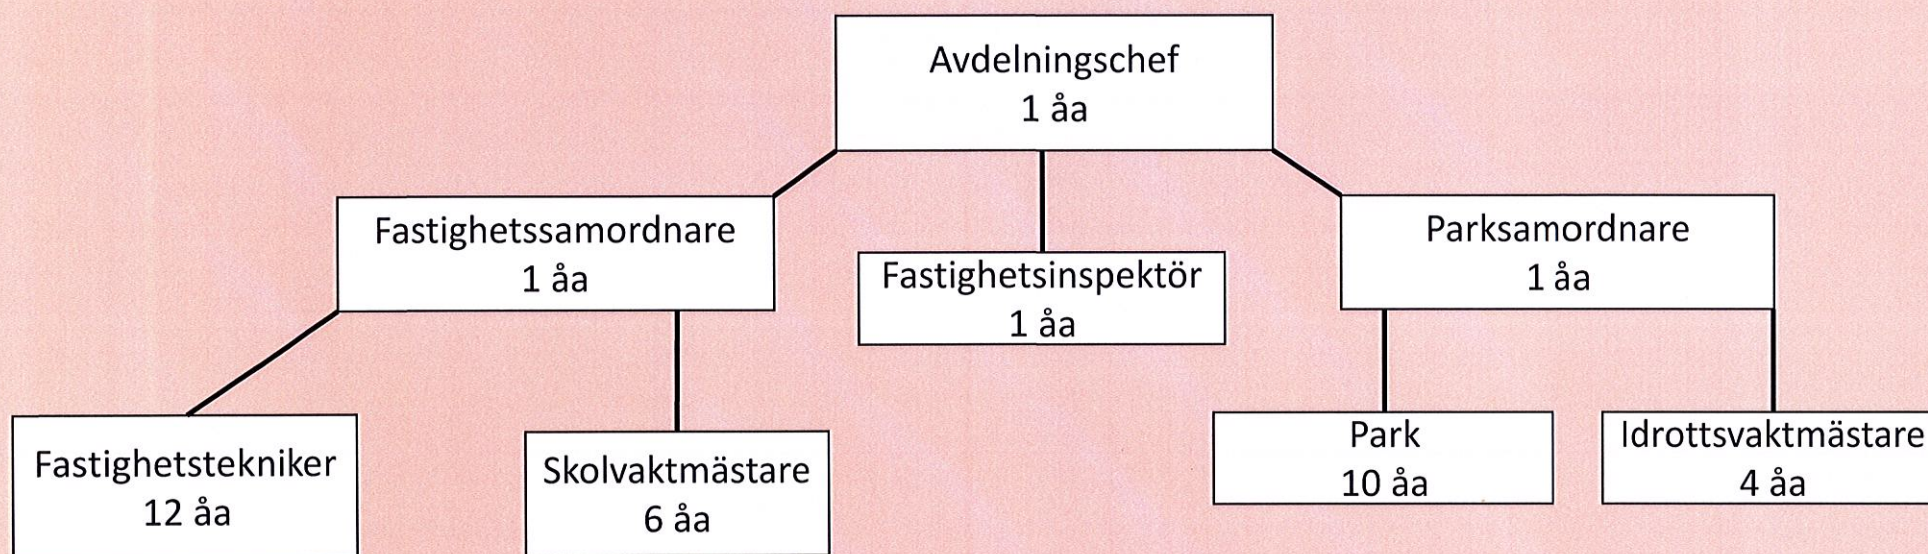 Avdelningschef
1 åa
Fastighetssamordnare
1 åa
Fastighetsinspektör
1 åa
Parksamordnare
1 åa
Fastighetstekniker
12 åa
Skolvaktmästare
6 åa
Park
10 åa
Idrottsvaktmästare
4 åa